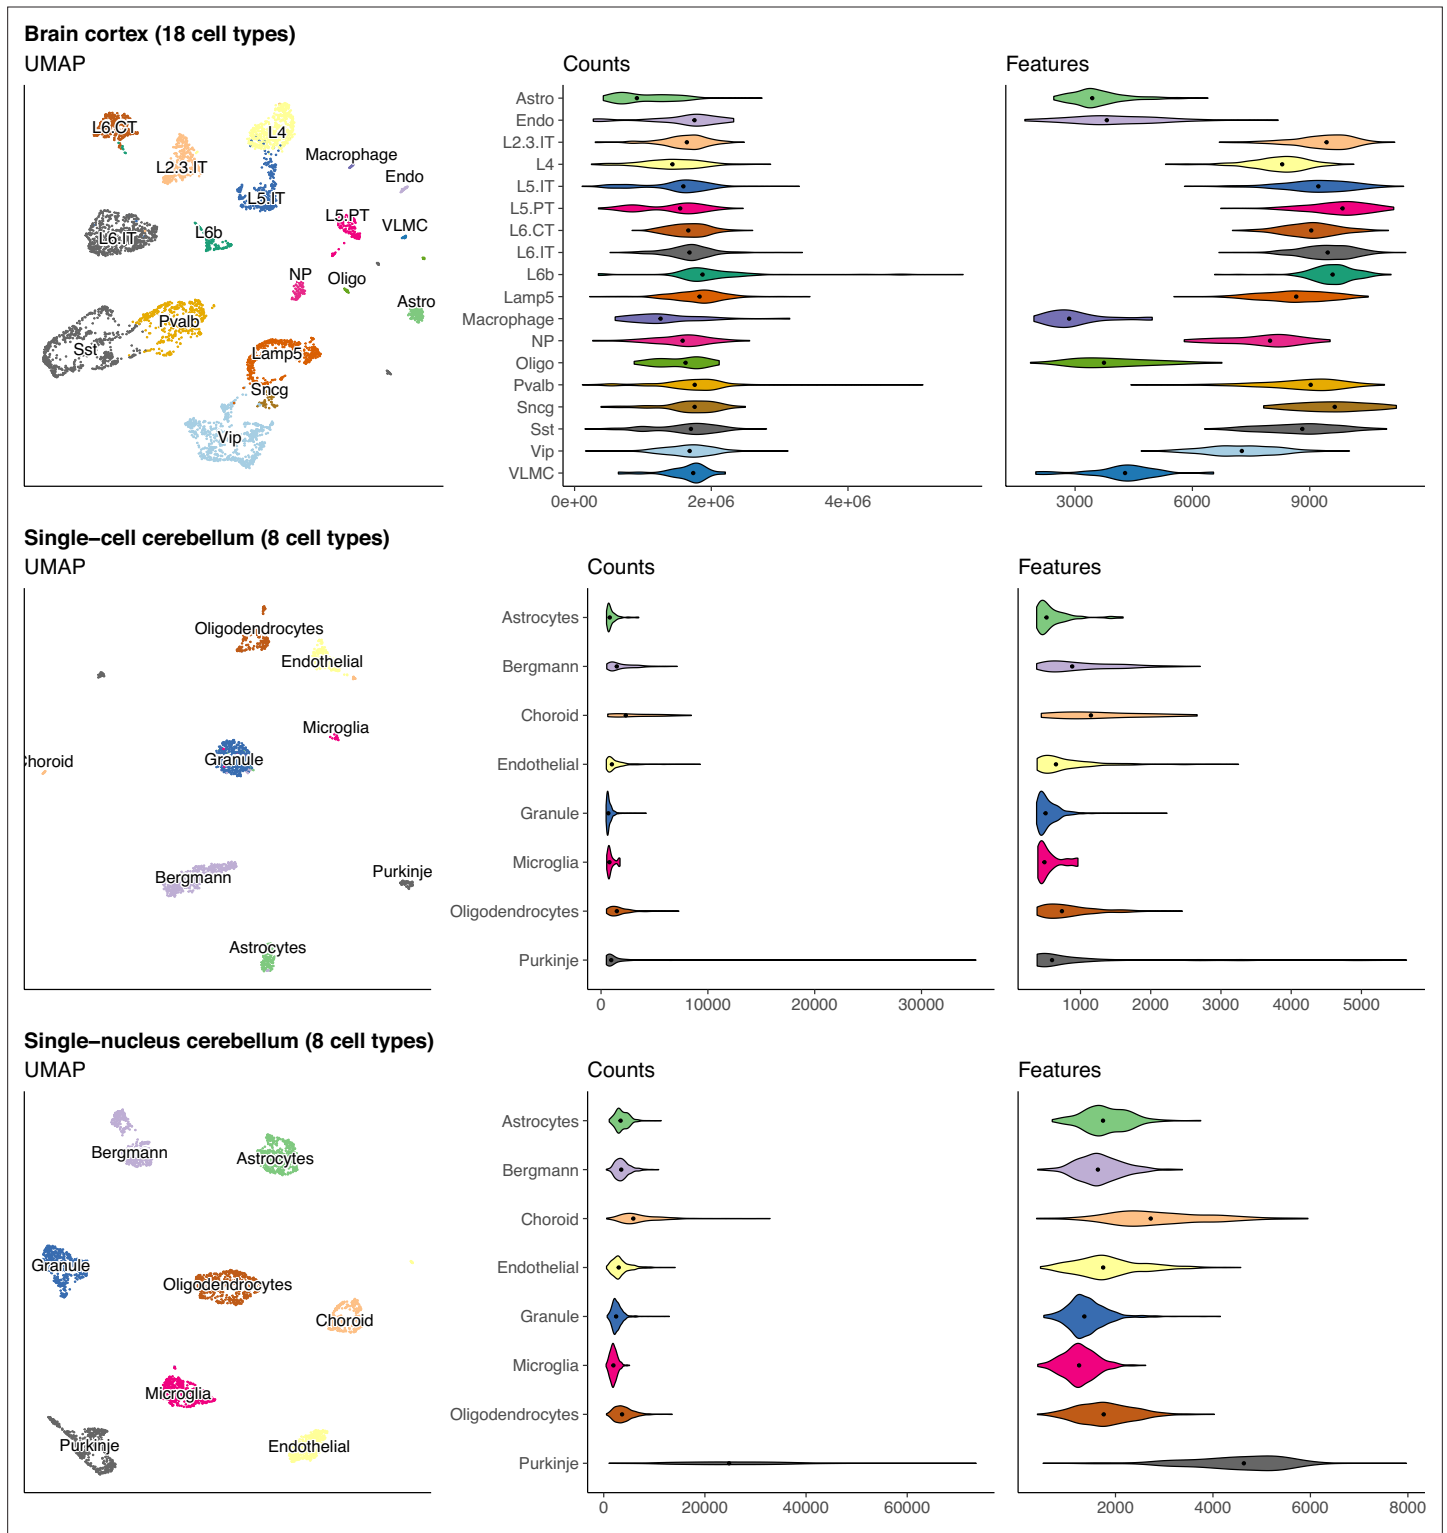 Brain cortex (18 cell types)
UMAP
Counts
Features
L6.CT
L4
L2.3.IT
Macrophage
Endo
L5.IT
L5.PT
VLMC
L6.IT
L6b
NP
Oligo
Astro
Pvalb
Sst
Lamp5
Sncg
Vip
Astro
Endo
L2.3.IT
L4
L5.IT
L5.PT
L6.CT
L6.IT
L6b
Lamp5
Macrophage
NP
Oligo
Pvalb
Sncg
Sst
Vip
VLMC
0e+00 2e+06 4e+06
3000 6000 9000
Single−cell cerebellum (8 cell types)
UMAP
Counts
Features
Oligodendrocytes
Endothelial
Microglia
Granule
horoid
Bergmann
Purkinje
Astrocytes
Astrocytes
Bergmann
Choroid
Endothelial
Granule
Microglia
Oligodendrocytes
Purkinje
0 10000 20000 30000
1000 2000 3000 4000 5000
Single−nucleus cerebellum (8 cell types)
UMAP
Counts
Features
Bergmann
Astrocytes
Granule
Oligodendrocytes
Choroid
Microglia
Purkinje
Endothelial
Astrocytes
Bergmann
Choroid
Endothelial
Granule
Microglia
Oligodendrocytes
Purkinje
0 20000 40000 60000
2000 4000 6000 8000